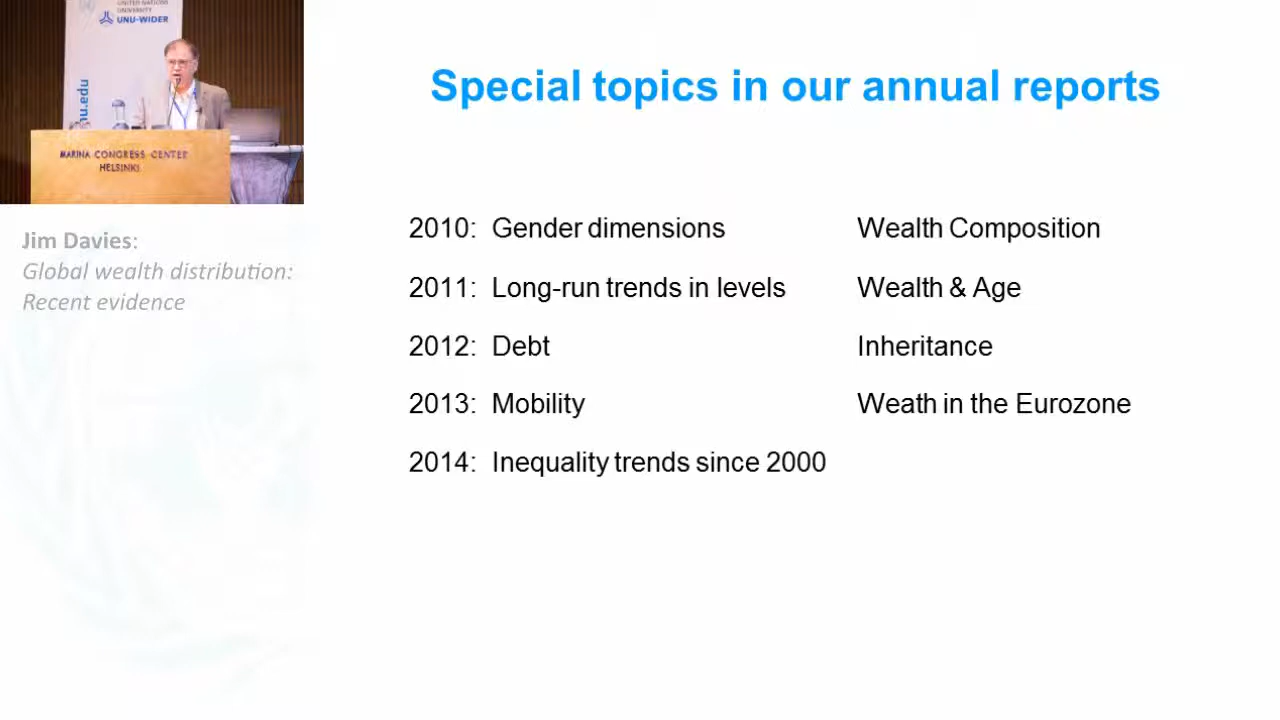 UNITED NATIONS
UNIVERSITY
UNU-WIDER
nu.edu
MARINA CONGRESS CENTER
HELSINKI
Jim Davies:
Global wealth distribution:
Recent evidence
Special topics in our annual reports
2010: Gender dimensions Wealth Composition
2011: Long-run trends in levels Wealth & Age
2012: Debt Inheritance
2013: Mobility Weath in the Eurozone
2014: Inequality trends since 2000